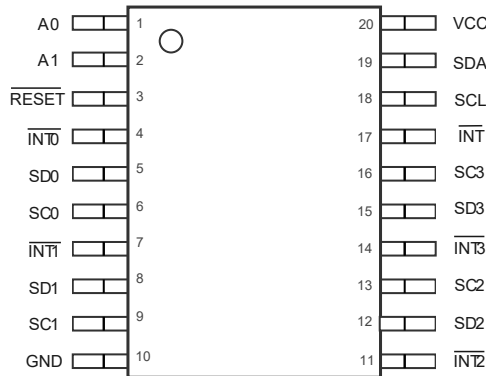 A0 1 20 VCC
A1 2 19 SDA
RESET 3 18 SCL
INT0 4 17 INT
SD0 5 16 SC3
SC0 6 15 SD3
INT1 7 14 INT3
SD1 8 13 SC2
SC1 9 12 SD2
GND 10 11 INT2